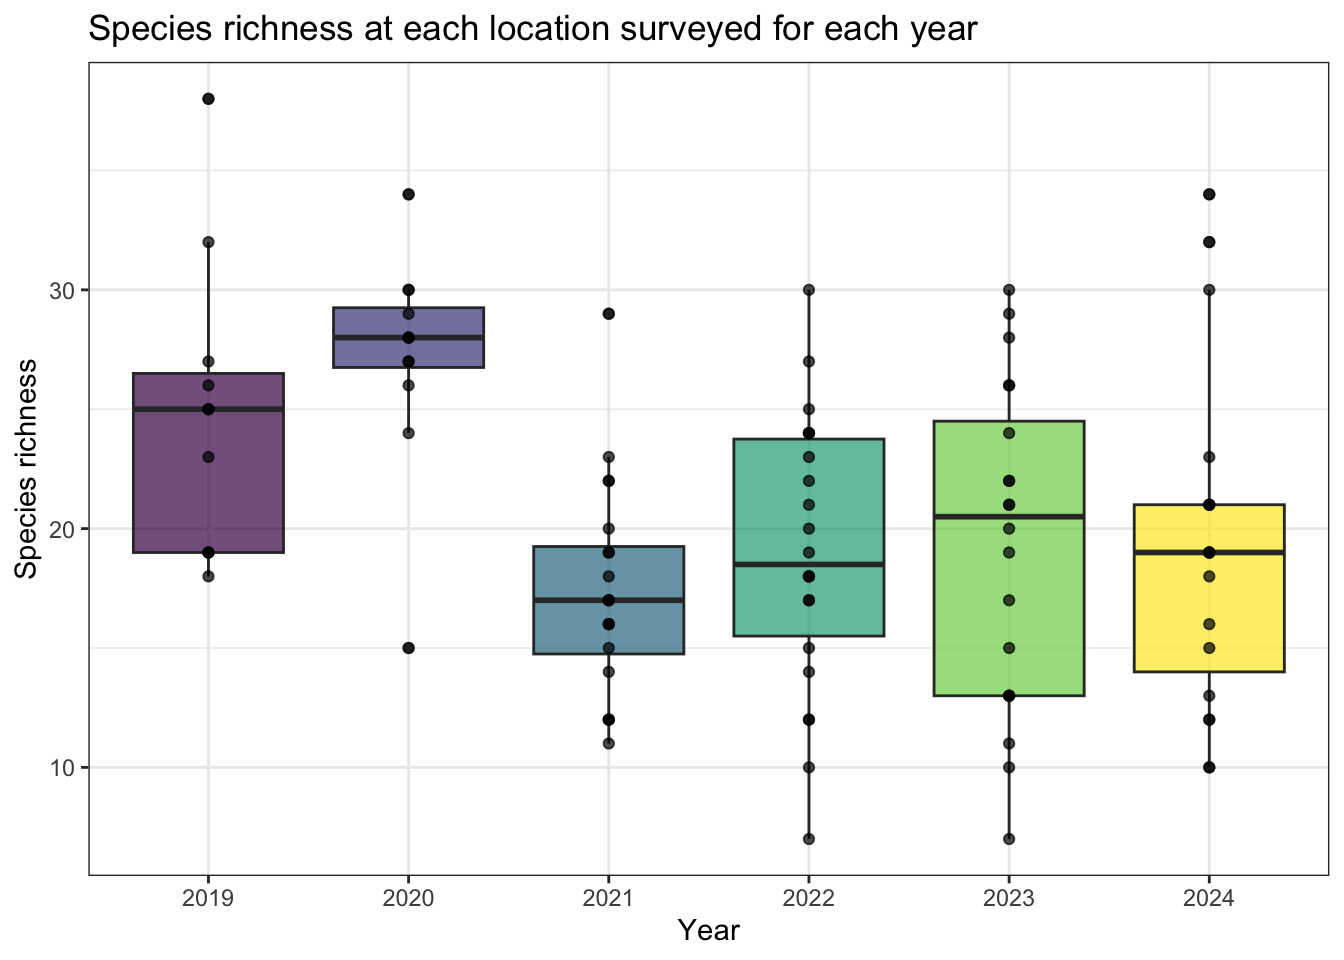 Species richness at each location surveyed for each year
Species richness
30
20
10
2019 2020 2021 2022 2023 2024
Year